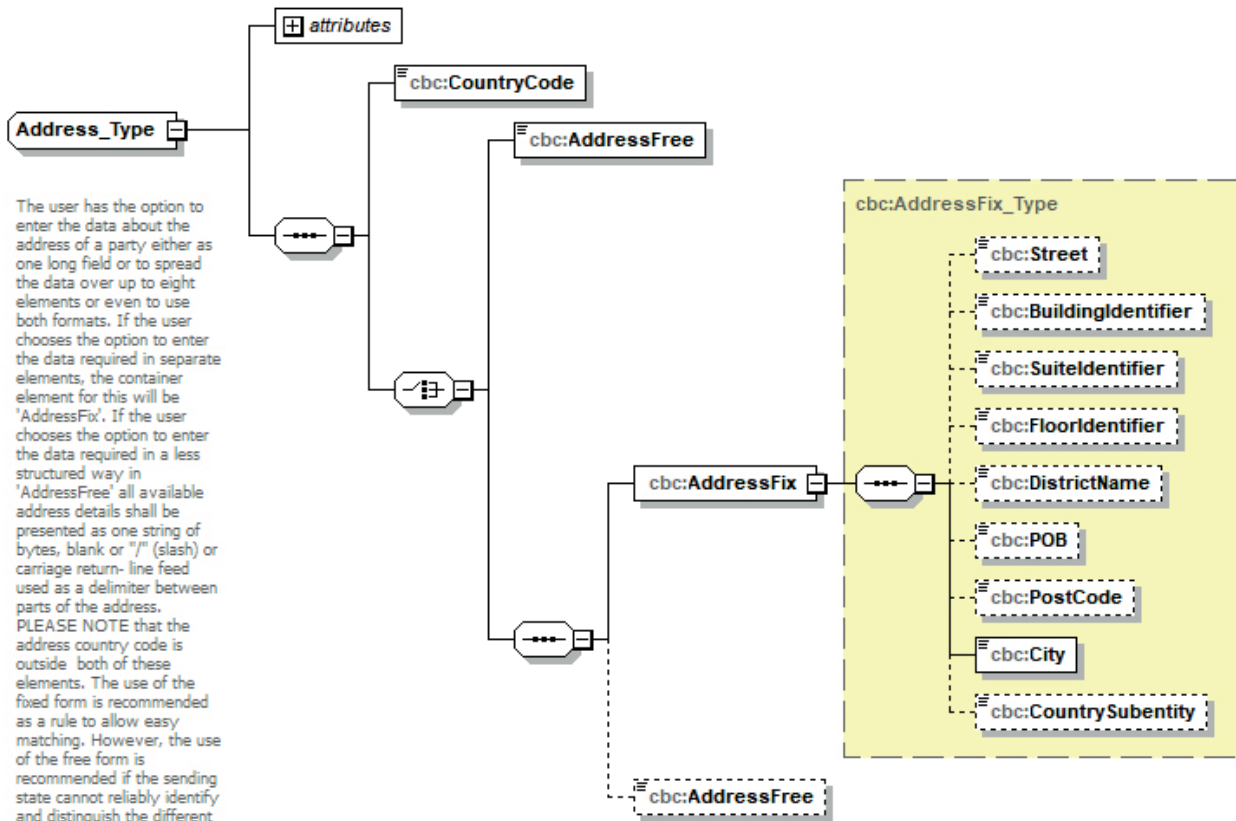 attributes
cbc:CountryCode
Address_Type
cbc:AddressFree
The user has the option to
enter the data about the
address of a party either as
one long field or to spread
the data over up to eight
elements or even to use
both formats. If the user
chooses the option to enter
the data required in separate
elements, the container
element for this will be
'AddressFix'. If the user
chooses the option to enter
the data required in a less
structured way in
'AddressFree' all available
address details shall be
presented as one string of
bytes, blank or "/" (slash) or
carriage return- line feed
used as a delimiter between
parts of the address.
PLEASE NOTE that the
address country code is
outside  both of these
elements. The use of the
fixed form is recommended
as a rule to allow easy
matching. However, the use
of the free form is
recommended if the sending
state cannot reliably identify
and distinguish the different
cbc:AddressFix_Type
cbc:Street
cbc:BuildingIdentifier
cbc:SuiteIdentifier
cbc:FloorIdentifier
cbc:AddressFix
cbc:DistrictName
cbc:POB
cbc:PostCode
cbc:City
cbc:CountrySubentity
cbc:AddressFree